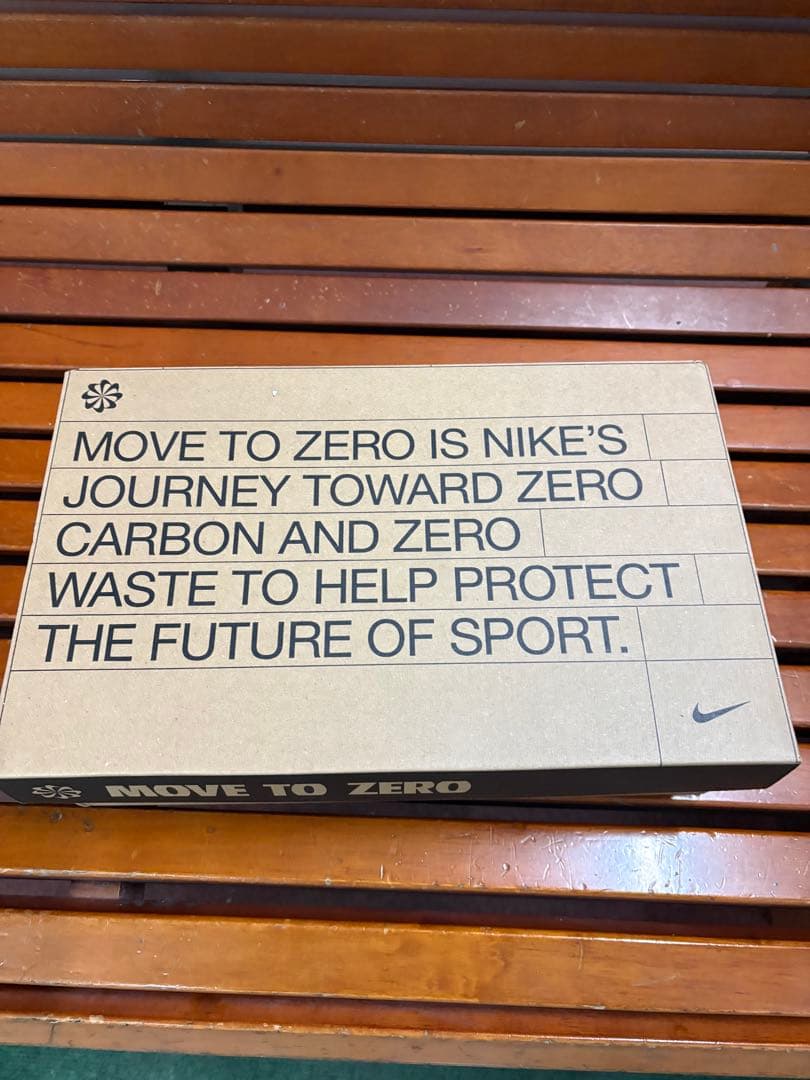 MOVE TO ZERO IS NIKE'S
JOURNEY TOWARD ZERO
CARBON AND ZERO
WASTE TO HELP PROTECT
THE FUTURE OF SPORT.
MOVE TO ZERO